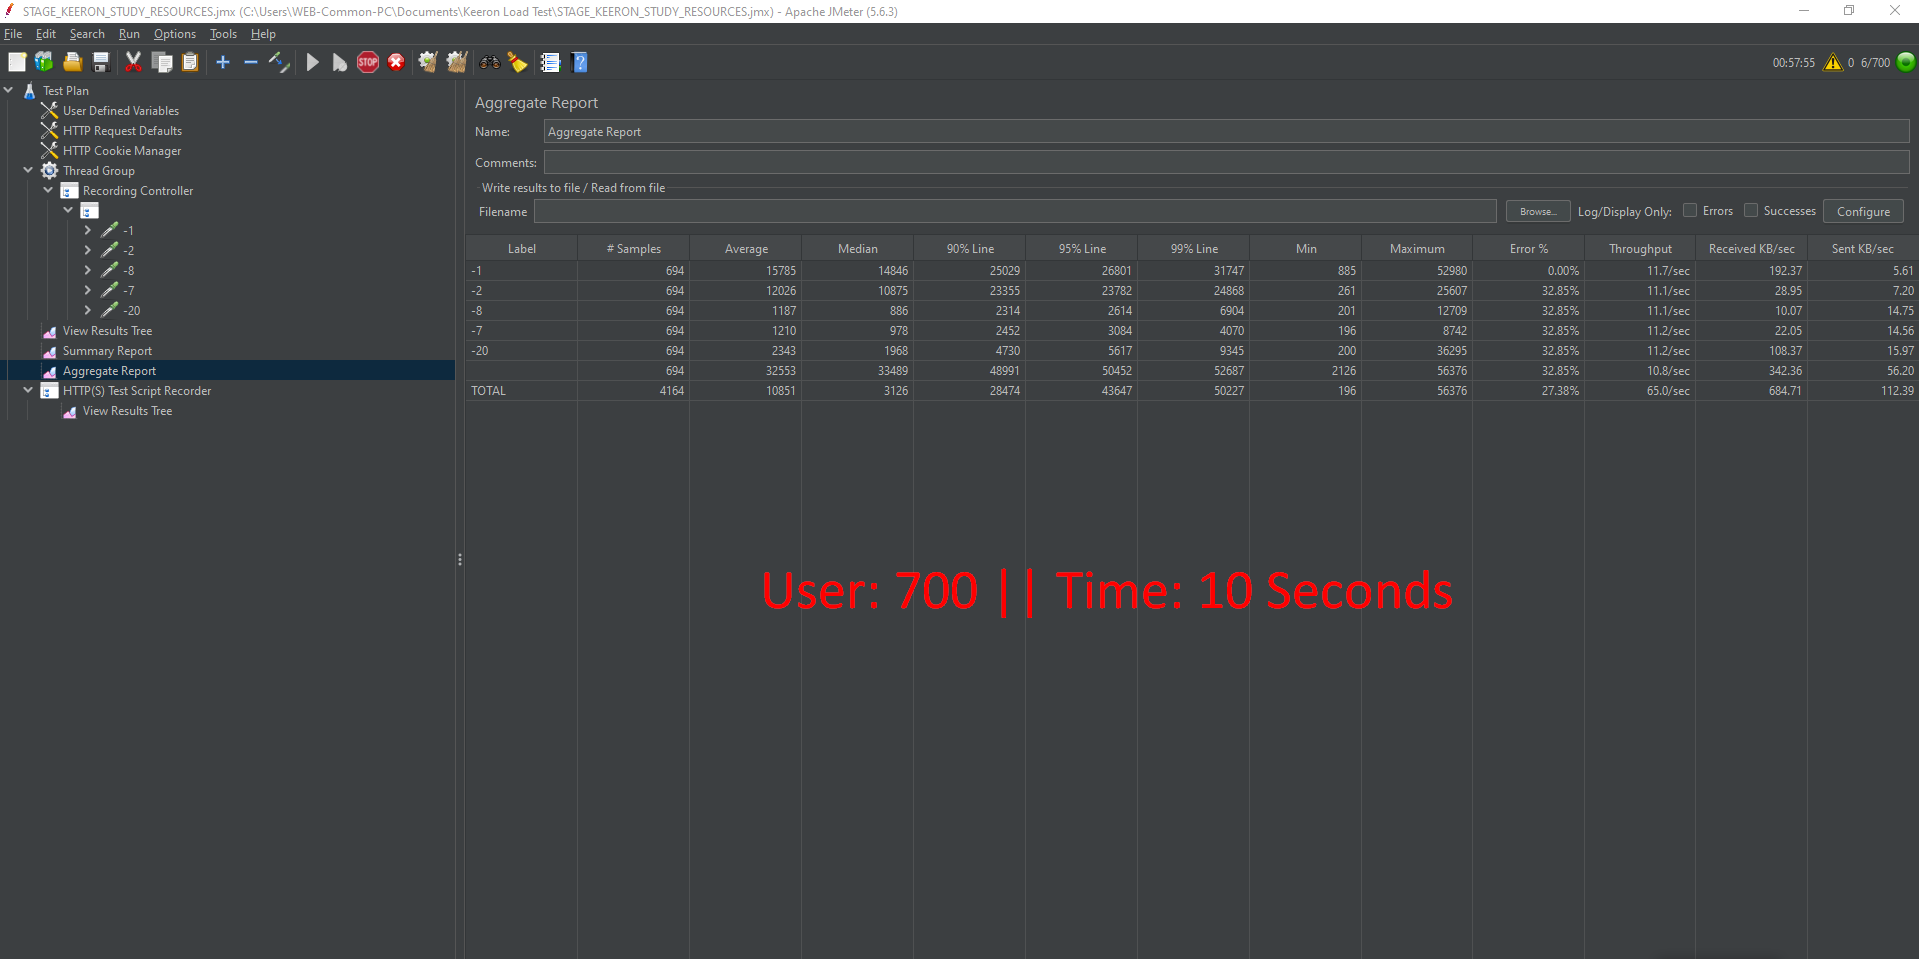 STAGE_KEERON_STUDY_RESOURCES.jmx (C:\Users\WEB-Common-PC\Documents\Keeron Load Test\STAGE_KEERON_STUDY_RESOURCES.jmx) - Apache JMeter (5.6.3)
File Edit Search Run Options Tools Help
STOP ? 00:57:55 0 6/700
Test Plan
User Defined Variables
HTTP Request Defaults
HTTP Cookie Manager
Thread Group
Recording Controller
-1
-2
-8
-7
-20
View Results Tree
Summary Report
Aggregate Report
HTTP(S) Test Script Recorder
View Results Tree
Aggregate Report
Name: Aggregate Report
Comments:
Write results to file / Read from file
Filename Browse... Log/Display Only: Errors Successes Configure
Label # Samples Average Median 90% Line 95% Line 99% Line Min Maximum Error % Throughput Received KB/sec Sent KB/sec
-1 694 15785 14846 25029 26801 31747 885 52980 0.00% 11.7/sec 192.37 5.61
-2 694 12026 10875 23355 23782 24868 261 25607 32.85% 11.1/sec 28.95 7.20
-8 694 1187 886 2314 2614 6904 201 12709 32.85% 11.1/sec 10.07 14.75
-7 694 1210 978 2452 3084 4070 196 8742 32.85% 11.2/sec 22.05 14.56
-20 694 2343 1968 4730 5617 9345 200 36295 32.85% 11.2/sec 108.37 15.97
694 32553 33489 48991 50452 52687 2126 56376 32.85% 10.8/sec 342.36 56.20
TOTAL 4164 10851 3126 28474 43647 50227 196 56376 27.38% 65.0/sec 684.71 112.39
User: 700 || Time: 10 Seconds